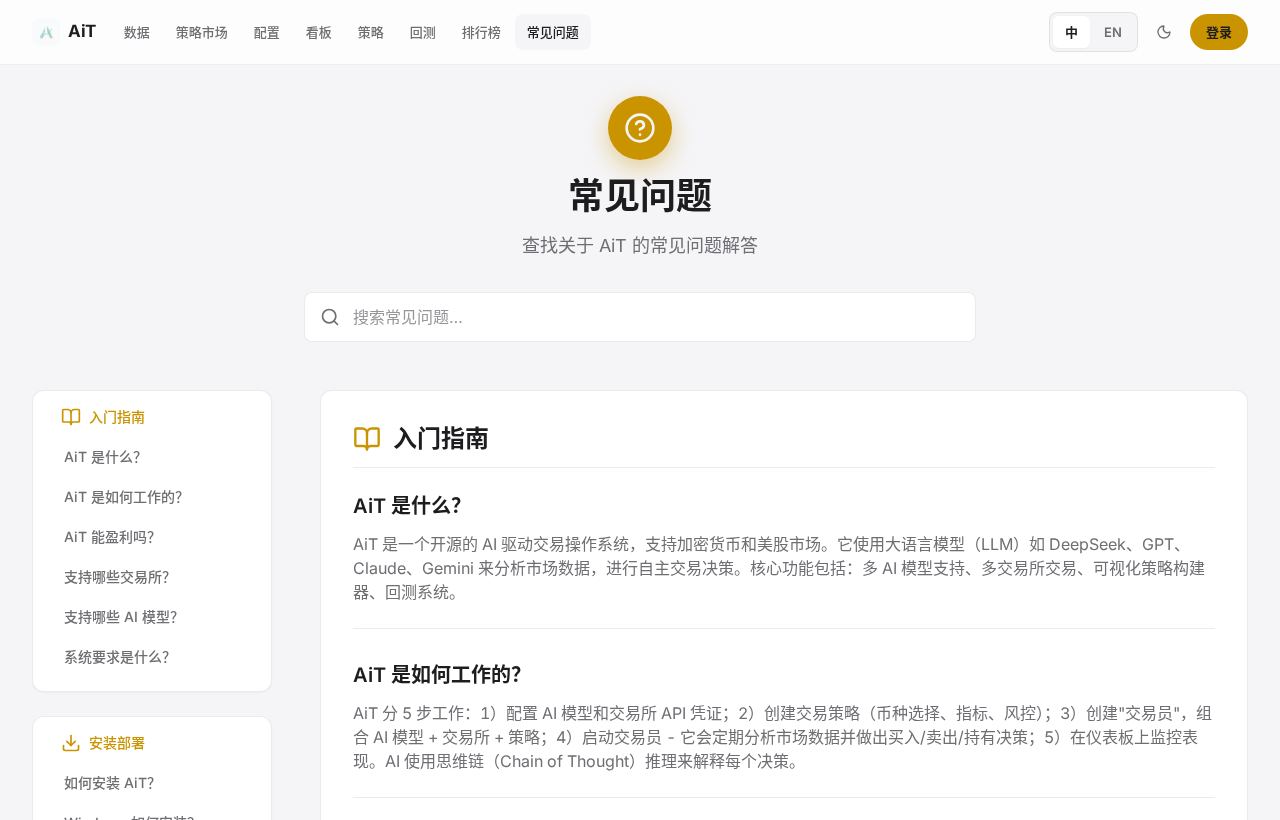 AiT
数据
策略市场
配置
看板
策略
回测
排行榜
常见问题
中
EN
登录
常见问题
查找关于 AiT 的常见问题解答
搜索常见问题...
入门指南
AiT 是什么？
AiT 是如何工作的？
AiT 能盈利吗？
支持哪些交易所？
支持哪些 AI 模型？
系统要求是什么？
安装部署
如何安装 AiT？
Windows 如何安装？
入门指南
AiT 是什么？
AiT 是一个开源的 AI 驱动交易操作系统，支持加密货币和美股市场。它使用大语言模型（LLM）如 DeepSeek、GPT、
Claude、Gemini 来分析市场数据，进行自主交易决策。核心功能包括：多 AI 模型支持、多交易所交易、可视化策略构建
器、回测系统。
AiT 是如何工作的？
AiT 分 5 步工作：1）配置 AI 模型和交易所 API 凭证；2）创建交易策略（币种选择、指标、风控）；3）创建"交易员"，组
合 AI 模型 + 交易所 + 策略；4）启动交易员 - 它会定期分析市场数据并做出买入/卖出/持有决策；5）在仪表板上监控表
现。AI 使用思维链（Chain of Thought）推理来解释每个决策。